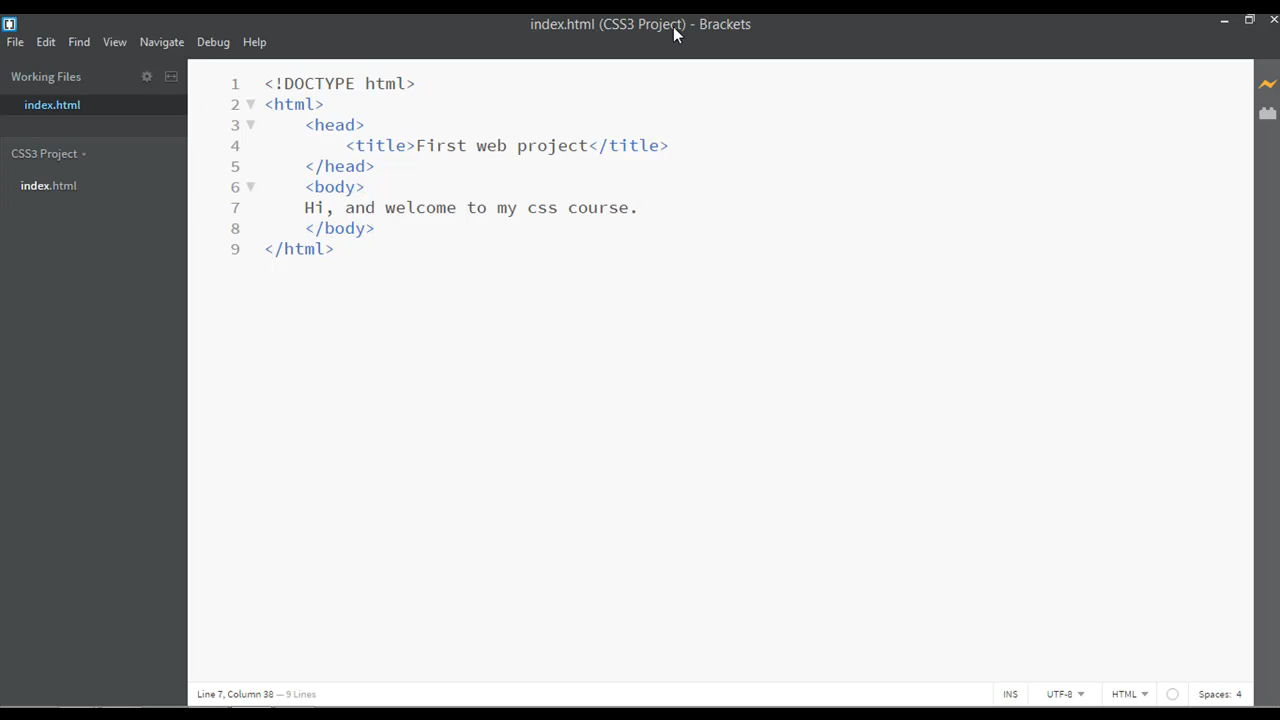 index.html (CSS3 Project) - Brackets
File Edit Find View Navigate Debug Help
Working Files
index.html
CSS3 Project
index.html
1 <!DOCTYPE html>
2 <html>
3 <head>
4 <title>First web project</title>
5 </head>
6 <body>
7 Hi, and welcome to my css course.
8 </body>
9 </html>
Line 7, Column 38 — 9 Lines
INS UTF-8 HTML Spaces: 4